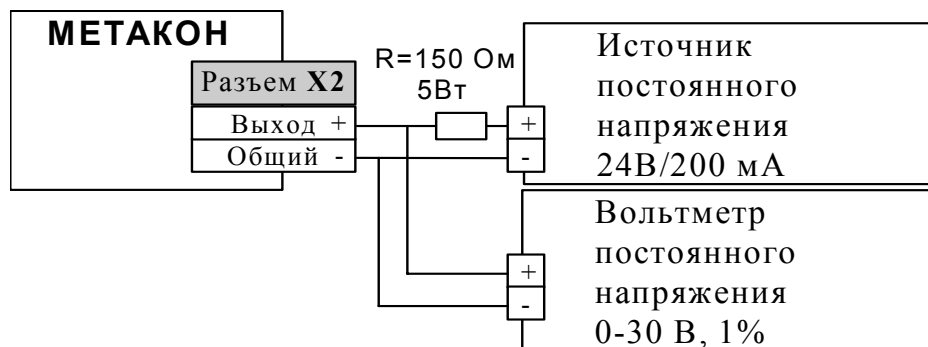 МЕТАКОН
Разъем X2
Выход +
Общий -
R=150 Ом
5Вт
+
-
Источник
постоянного
напряжения
24В/200 мА
+
-
Вольтметр
постоянного
напряжения
0-30 В, 1%